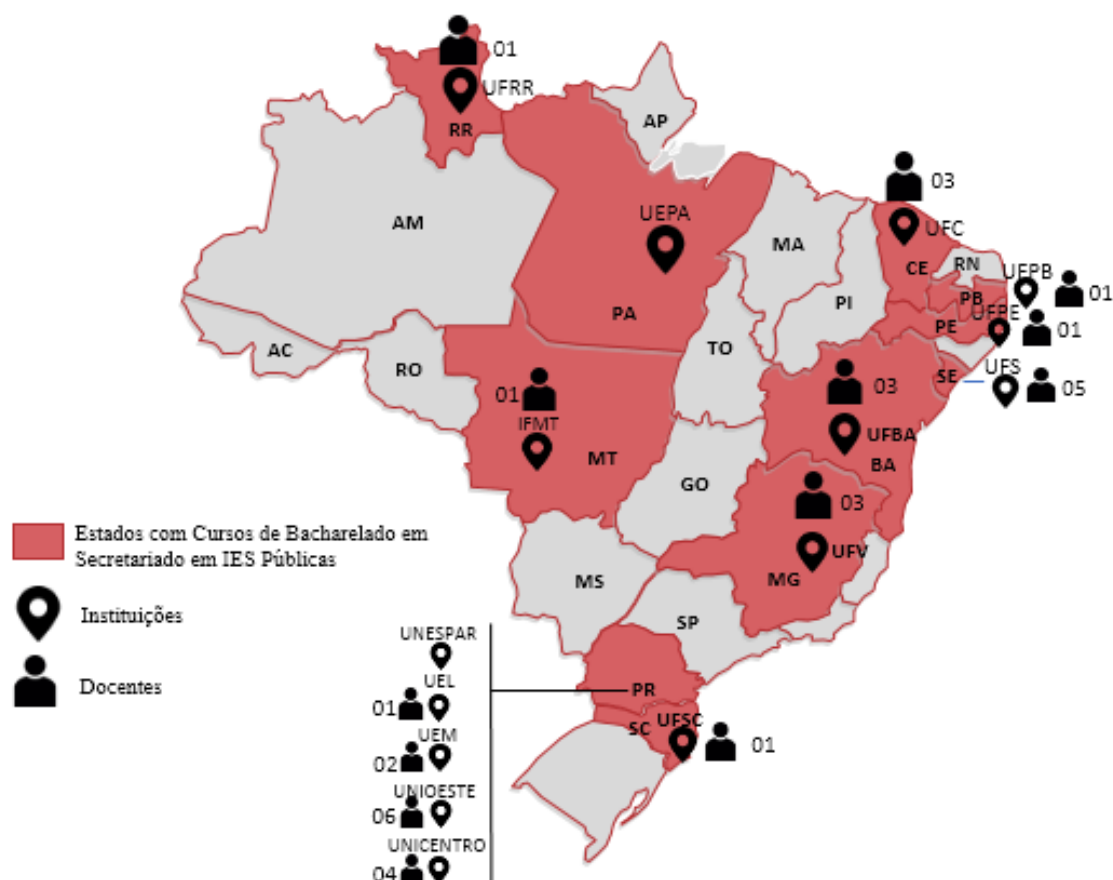 01
UFRR
RR
AP
AM
UEPA
PA
MA
03
UFC
CE
RN
UFPB
01
PB
UFPE
01
PE
PI
TO
AC
RO
UFS
SE
05
03
UFBA
BA
01
IFMT
MT
GO
03
UFV
MG
MS
SP
Estados com Cursos de Bacharelado em
Secretariado em IES Públicas
Instituições
Docentes
UNESPAR
UEL
01
UEM
02
UNIOESTE
06
UNICENTRO
04
PR
SC
UFSC
01